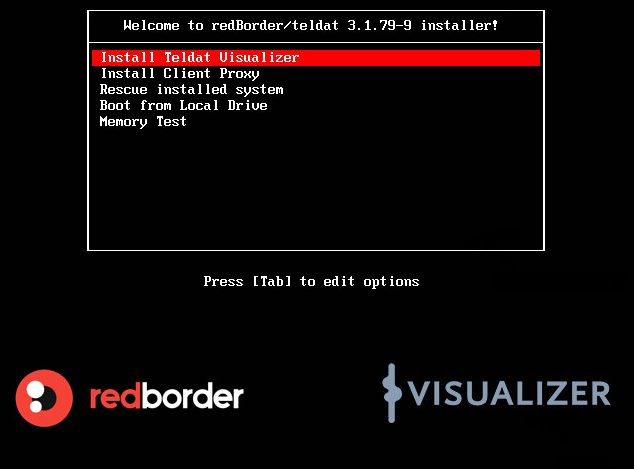 Welcome to redBorder/teldat 3.1.79-9 installer!
Install Teldat Visualizer
Install Client Proxy
Rescue installed system
Boot from Local Drive
Memory Test
Press [Tab] to edit options
redborder
VISUALIZER